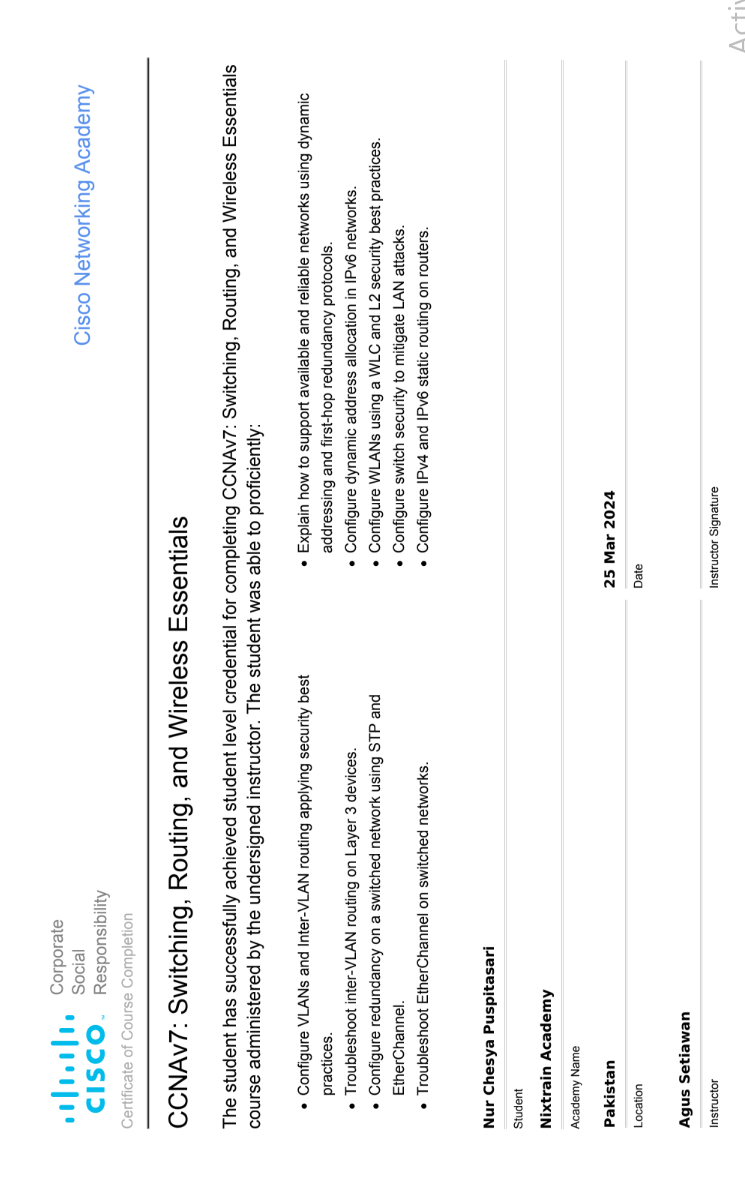 Corporate
Social
Responsibility
CISCO™
Cisco Networking Academy
Certificate of Course Completion
CCNAv7: Switching, Routing, and Wireless Essentials
The student has successfully achieved student level credential for completing CCNAv7: Switching, Routing, and Wireless Essentials
course administered by the undersigned instructor. The student was able to proficiently:
• Configure VLANs and Inter-VLAN routing applying security best
practices.
• Troubleshoot inter-VLAN routing on Layer 3 devices.
• Configure redundancy on a switched network using STP and
EtherChannel.
• Troubleshoot EtherChannel on switched networks.
• Explain how to support available and reliable networks using dynamic
addressing and first-hop redundancy protocols.
• Configure dynamic address allocation in IPv6 networks.
• Configure WLANs using a WLC and L2 security best practices.
• Configure switch security to mitigate LAN attacks.
• Configure IPv4 and IPv6 static routing on routers.
Nur Chesya Puspitasari
Student
Nixtrain Academy
Academy Name
Pakistan
Location
25 Mar 2024
Date
Agus Setiawan
Instructor
Instructor Signature